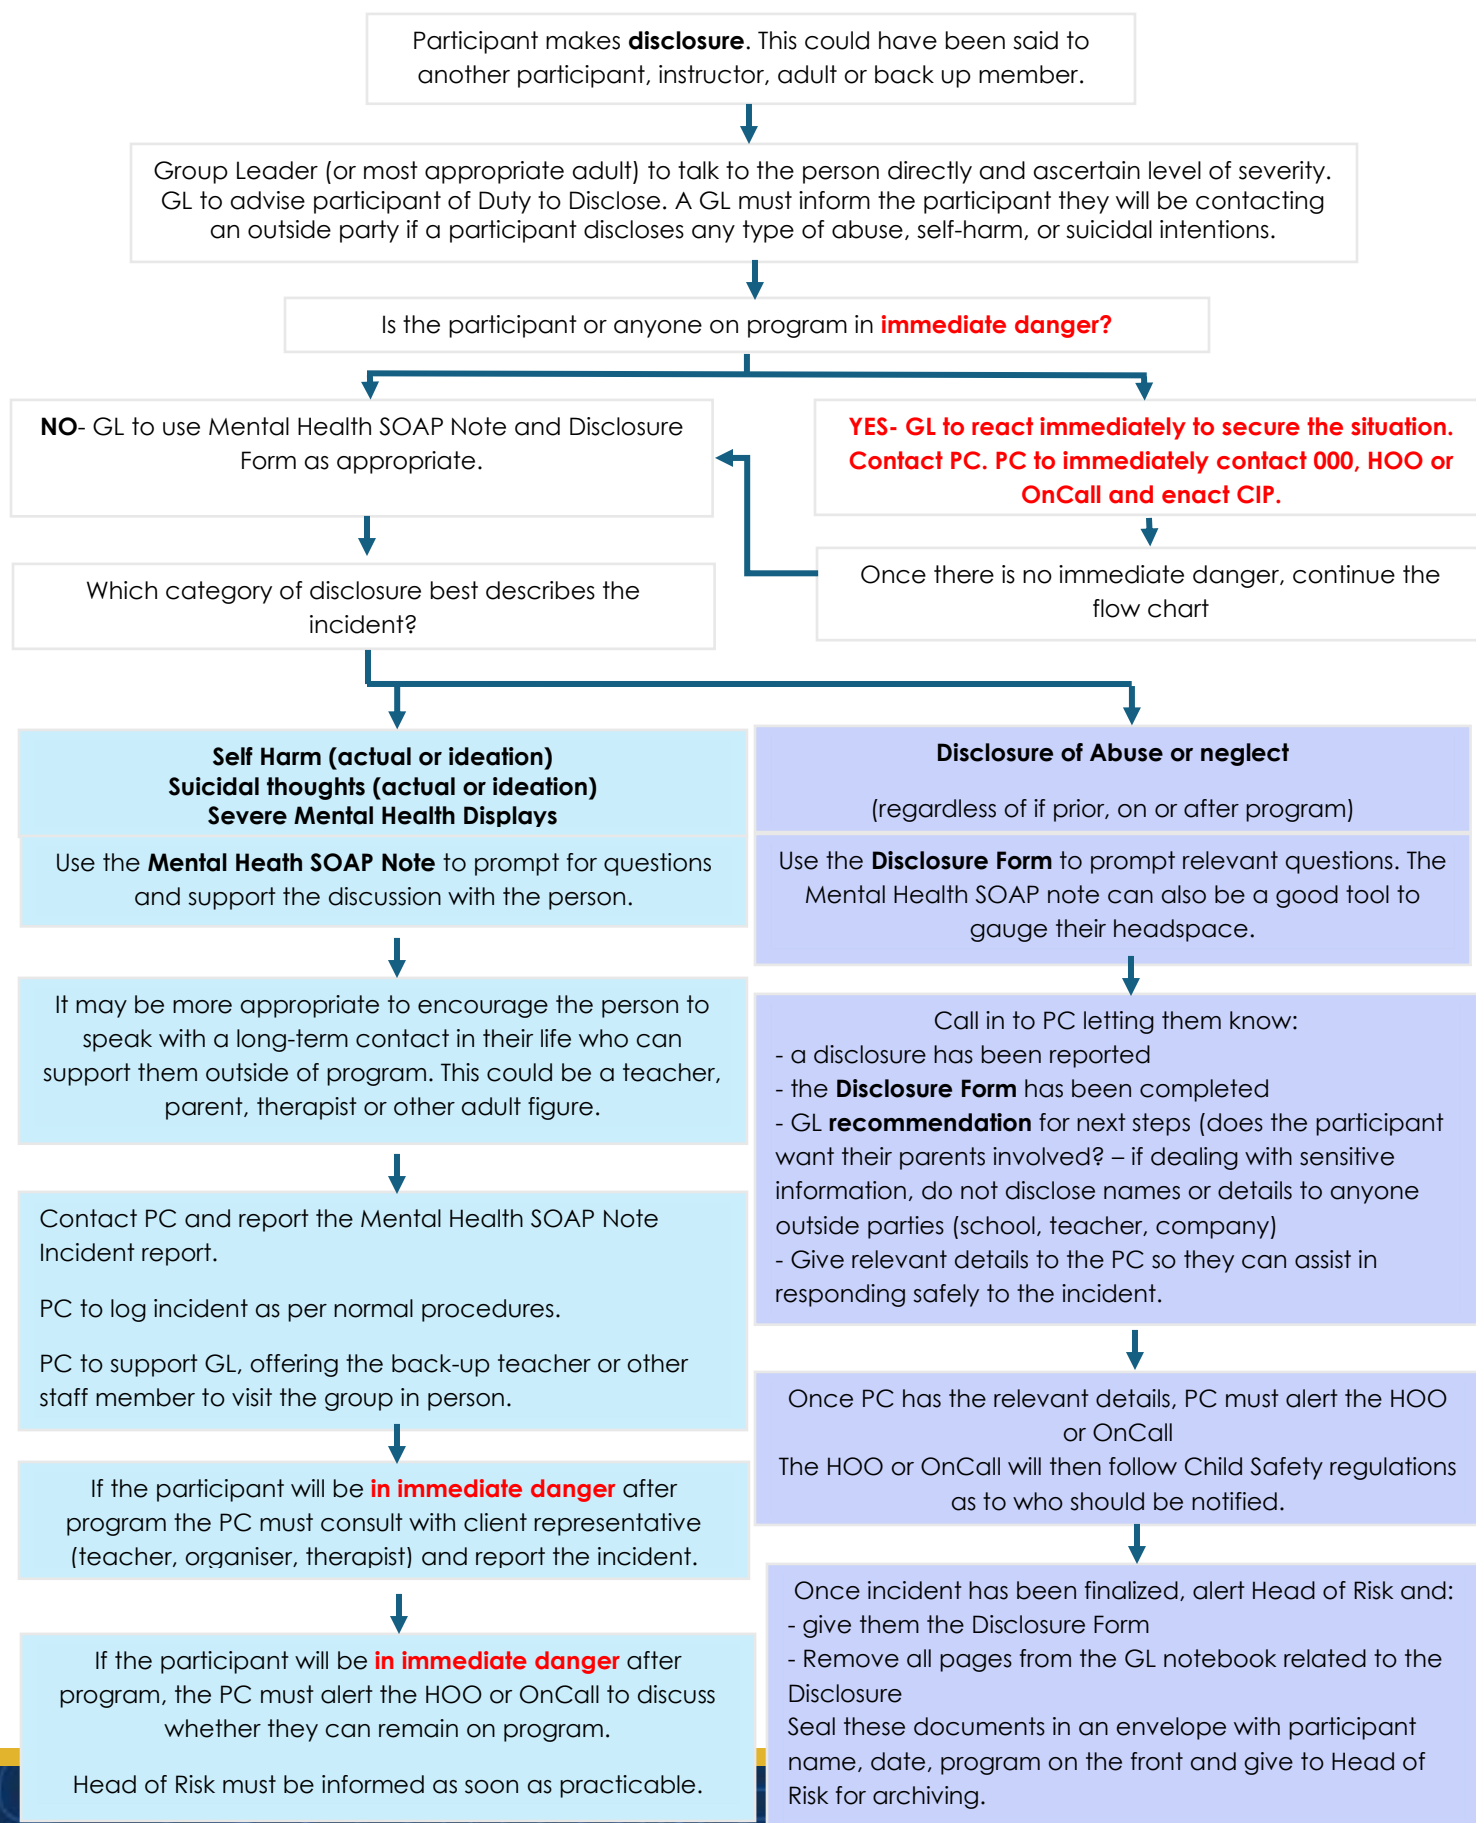 Participant makes disclosure. This could have been said to
another participant, instructor, adult or back up member.
Group Leader (or most appropriate adult) to talk to the person directly and ascertain level of severity.
GL to advise participant of Duty to Disclose. A GL must inform the participant they will be contacting
an outside party if a participant discloses any type of abuse, self-harm, or suicidal intentions.
Is the participant or anyone on program in immediate danger?
NO- GL to use Mental Health SOAP Note and Disclosure
Form as appropriate.
YES- GL to react immediately to secure the situation.
Contact PC. PC to immediately contact 000, HOO or
OnCall and enact CIP.
Once there is no immediate danger, continue the
flow chart
Which category of disclosure best describes the
incident?
Self Harm (actual or ideation)
Suicidal thoughts (actual or ideation)
Severe Mental Health Displays
Use the Mental Heath SOAP Note to prompt for questions
and support the discussion with the person.
It may be more appropriate to encourage the person to
speak with a long-term contact in their life who can
support them outside of program. This could be a teacher,
parent, therapist or other adult figure.
Contact PC and report the Mental Health SOAP Note
Incident report.
PC to log incident as per normal procedures.
PC to support GL, offering the back-up teacher or other
staff member to visit the group in person.
If the participant will be in immediate danger after
program the PC must consult with client representative
(teacher, organiser, therapist) and report the incident.
If the participant will be in immediate danger after
program, the PC must alert the HOO or OnCall to discuss
whether they can remain on program.
Head of Risk must be informed as soon as practicable.
Disclosure of Abuse or neglect
(regardless of if prior, on or after program)
Use the Disclosure Form to prompt relevant questions. The
Mental Health SOAP note can also be a good tool to
gauge their headspace.
Call in to PC letting them know:
- a disclosure has been reported
- the Disclosure Form has been completed
- GL recommendation for next steps (does the participant
want their parents involved? – if dealing with sensitive
information, do not disclose names or details to anyone
outside parties (school, teacher, company)
- Give relevant details to the PC so they can assist in
responding safely to the incident.
Once PC has the relevant details, PC must alert the HOO
or OnCall
The HOO or OnCall will then follow Child Safety regulations
as to who should be notified.
Once incident has been finalized, alert Head of Risk and:
- give them the Disclosure Form
- Remove all pages from the GL notebook related to the
Disclosure
Seal these documents in an envelope with participant
name, date, program on the front and give to Head of
Risk for archiving.